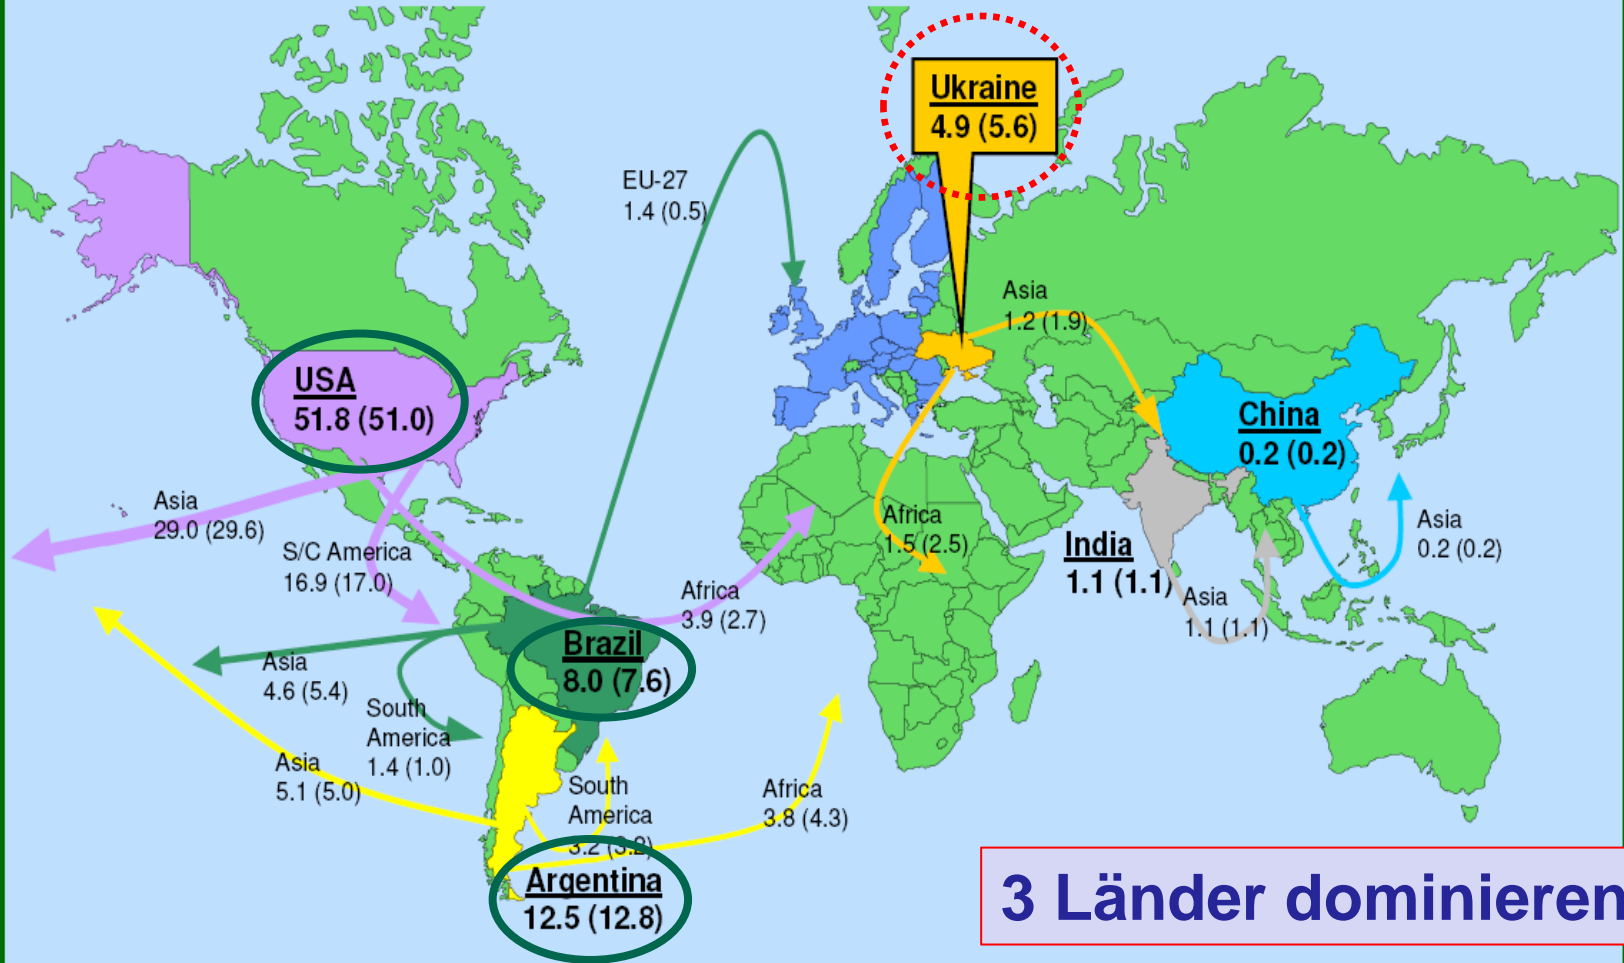 Ukraine
4.9 (5.6)
EU-27
1.4 (0.5)
Asia
1.2 (1.9)
USA
51.8 (51.0)
China
0.2 (0.2)
Asia
29.0 (29.6)
S/C America
16.9 (17.0)
Africa
1.5 (2.5)
India
1.1 (1.1)
Asia
0.2 (0.2)
Africa
3.9 (2.7)
Asia
1.1 (1.1)
Brazil
8.0 (7.6)
Asia
4.6 (5.4)
South
America
1.4 (1.0)
Asia
5.1 (5.0)
South
America
3.2 (3.2)
Africa
3.8 (4.3)
Argentina
12.5 (12.8)
3 Länder dominieren